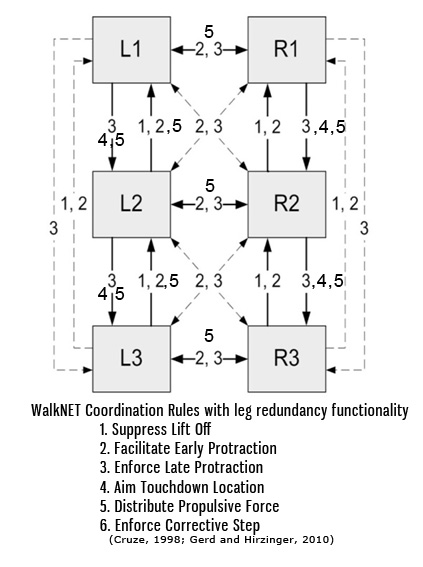 5
L1 2, 3 R1
3 1, 2,5 2, 3 1, 2 3,4,5
4,5
5
1, 2 L2 2, 3 R2 1, 2
3 3
3 1, 2,5 2, 3 1, 2 3,4,5
4,5
5
L3 2, 3 R3
WalkNET Coordination Rules with leg redundancy functionality
1. Suppress Lift Off
2. Facilitate Early Protraction
3. Enforce Late Protraction
4. Aim Touchdown Location
5. Distribute Propulsive Force
6. Enforce Corrective Step
(Cruze, 1998; Gerd and Hirzinger, 2010)